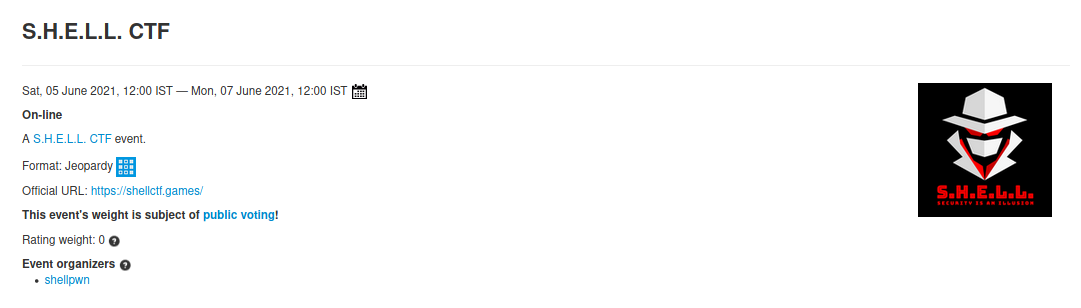 S.H.E.L.L. CTF
Sat, 05 June 2021, 12:00 IST — Mon, 07 June 2021, 12:00 IST
On-line
A S.H.E.L.L. CTF event.
Format: Jeopardy
Official URL: https://shellctf.games/
This event's weight is subject of public voting!
Rating weight: 0 ?
Event organizers ?
• shellpwn
S.H.E.L.L.
SECURITY IS AN ILLUSION